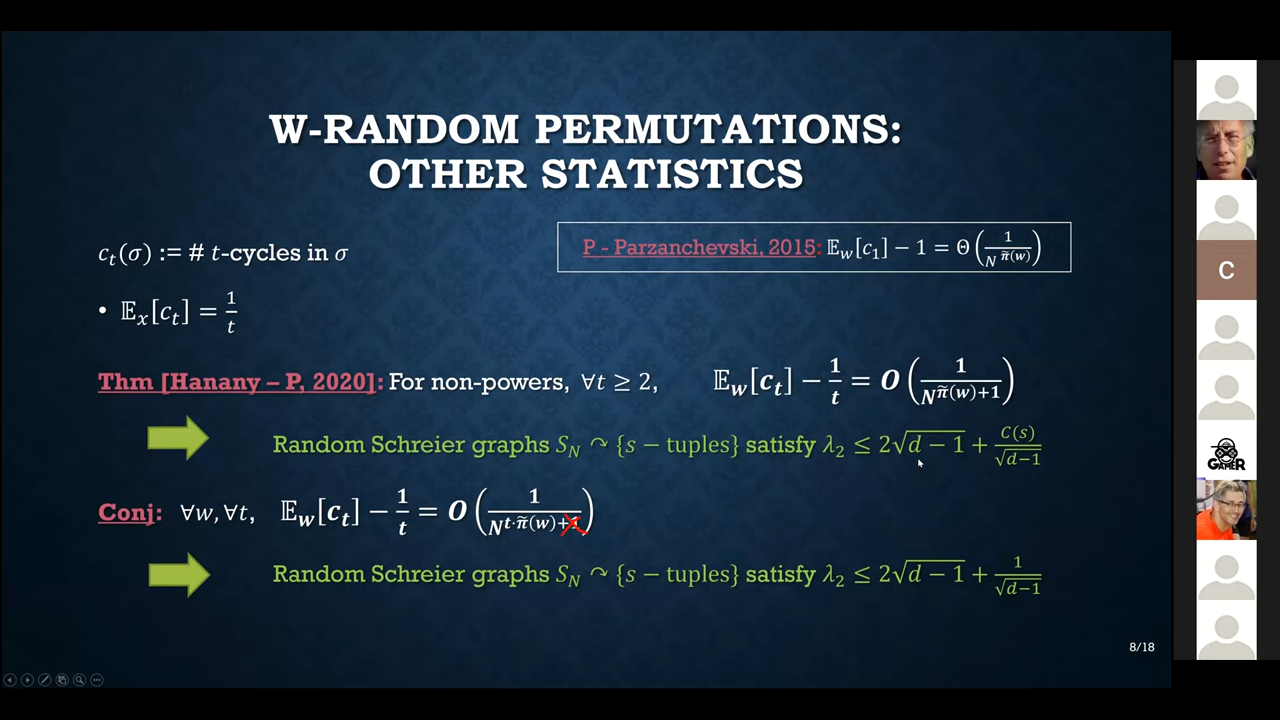 W-RANDOM PERMUTATIONS:
OTHER STATISTICS
c_t(σ) := # t-cycles in σ
P - Parzanchevski, 2015: 𝔼_w[c_1] − 1 = Θ(1/N^{π̃(w)})
• 𝔼_x[c_t] = 1/t
Thm [Hanany – P, 2020]: For non-powers, ∀t ≥ 2, 𝔼_w[c_t] − 1/t = O(1/N^{π̃(w)+1})
Random Schreier graphs S_N ↷ {s − tuples} satisfy λ_2 ≤ 2√(d − 1) + C(s)/√(d−1)
Conj: ∀w, ∀t, 𝔼_w[c_t] − 1/t = O(1/N^{t·π̃(w)+1})
Random Schreier graphs S_N ↷ {s − tuples} satisfy λ_2 ≤ 2√(d − 1) + 1/√(d−1)
8/18
C
GAMER